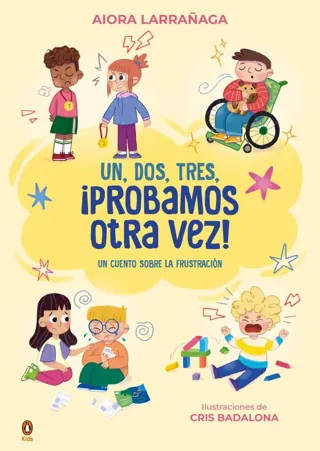 AIORA LARRAÑAGA
UN, DOS, TRES,
¡PROBAMOS
OTRA VEZ!
UN CUENTO SOBRE LA FRUSTRACIÓN
Ilustraciones de
CRIS BADALONA
Kids